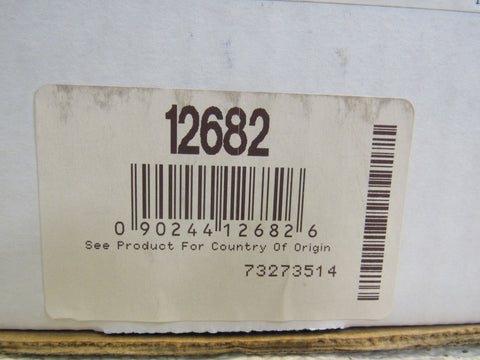 12682
0 90244 12682 6
See Product For Country Of Origin
73273514